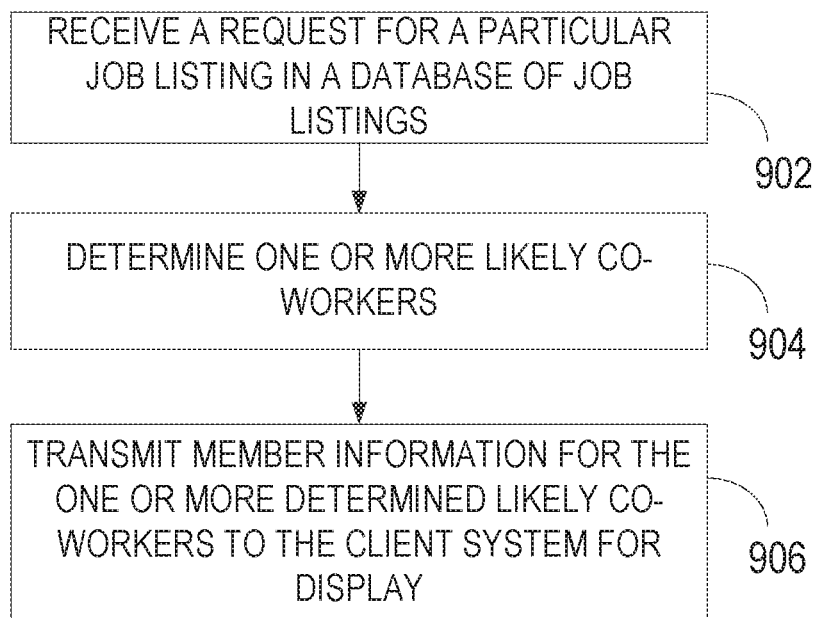 RECEIVE A REQUEST FOR A PARTICULAR
JOB LISTING IN A DATABASE OF JOB
LISTINGS
902
DETERMINE ONE OR MORE LIKELY CO-
WORKERS
904
TRANSMIT MEMBER INFORMATION FOR THE
ONE OR MORE DETERMINED LIKELY CO-
WORKERS TO THE CLIENT SYSTEM FOR
DISPLAY
906